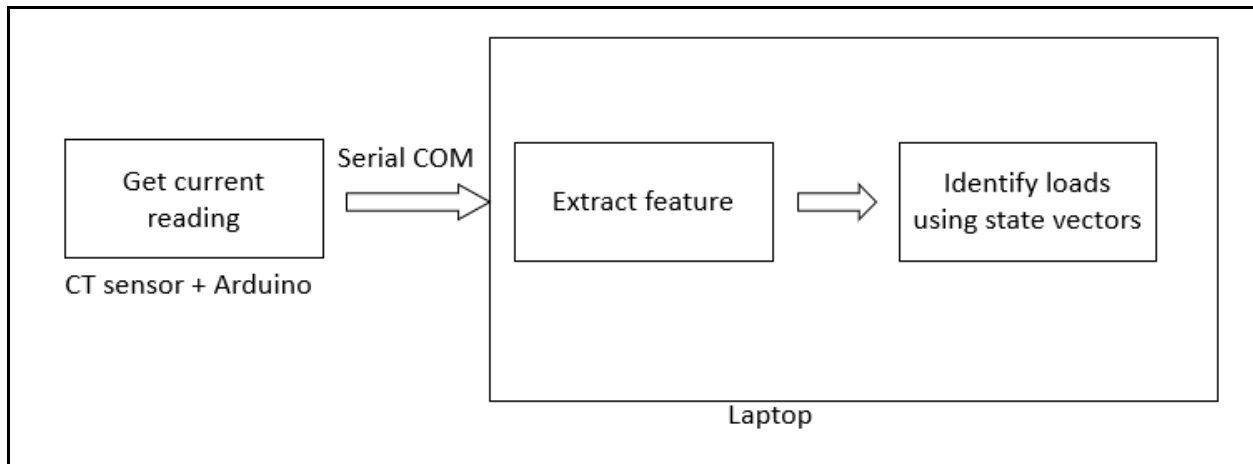 Get current
reading
CT sensor + Arduino
Serial COM
Extract feature
Identify loads
using state vectors
Laptop